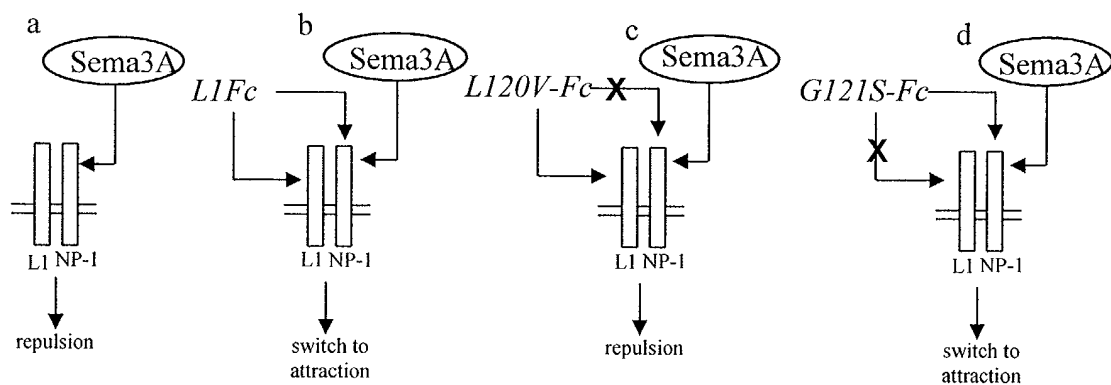 a
Sema3A
L1 NP-1
repulsion
b
Sema3A
L1Fc
L1 NP-1
switch to
attraction
c
Sema3A
L120V-Fc
X
L1 NP-1
repulsion
d
Sema3A
G121S-Fc
X
L1 NP-1
switch to
attraction